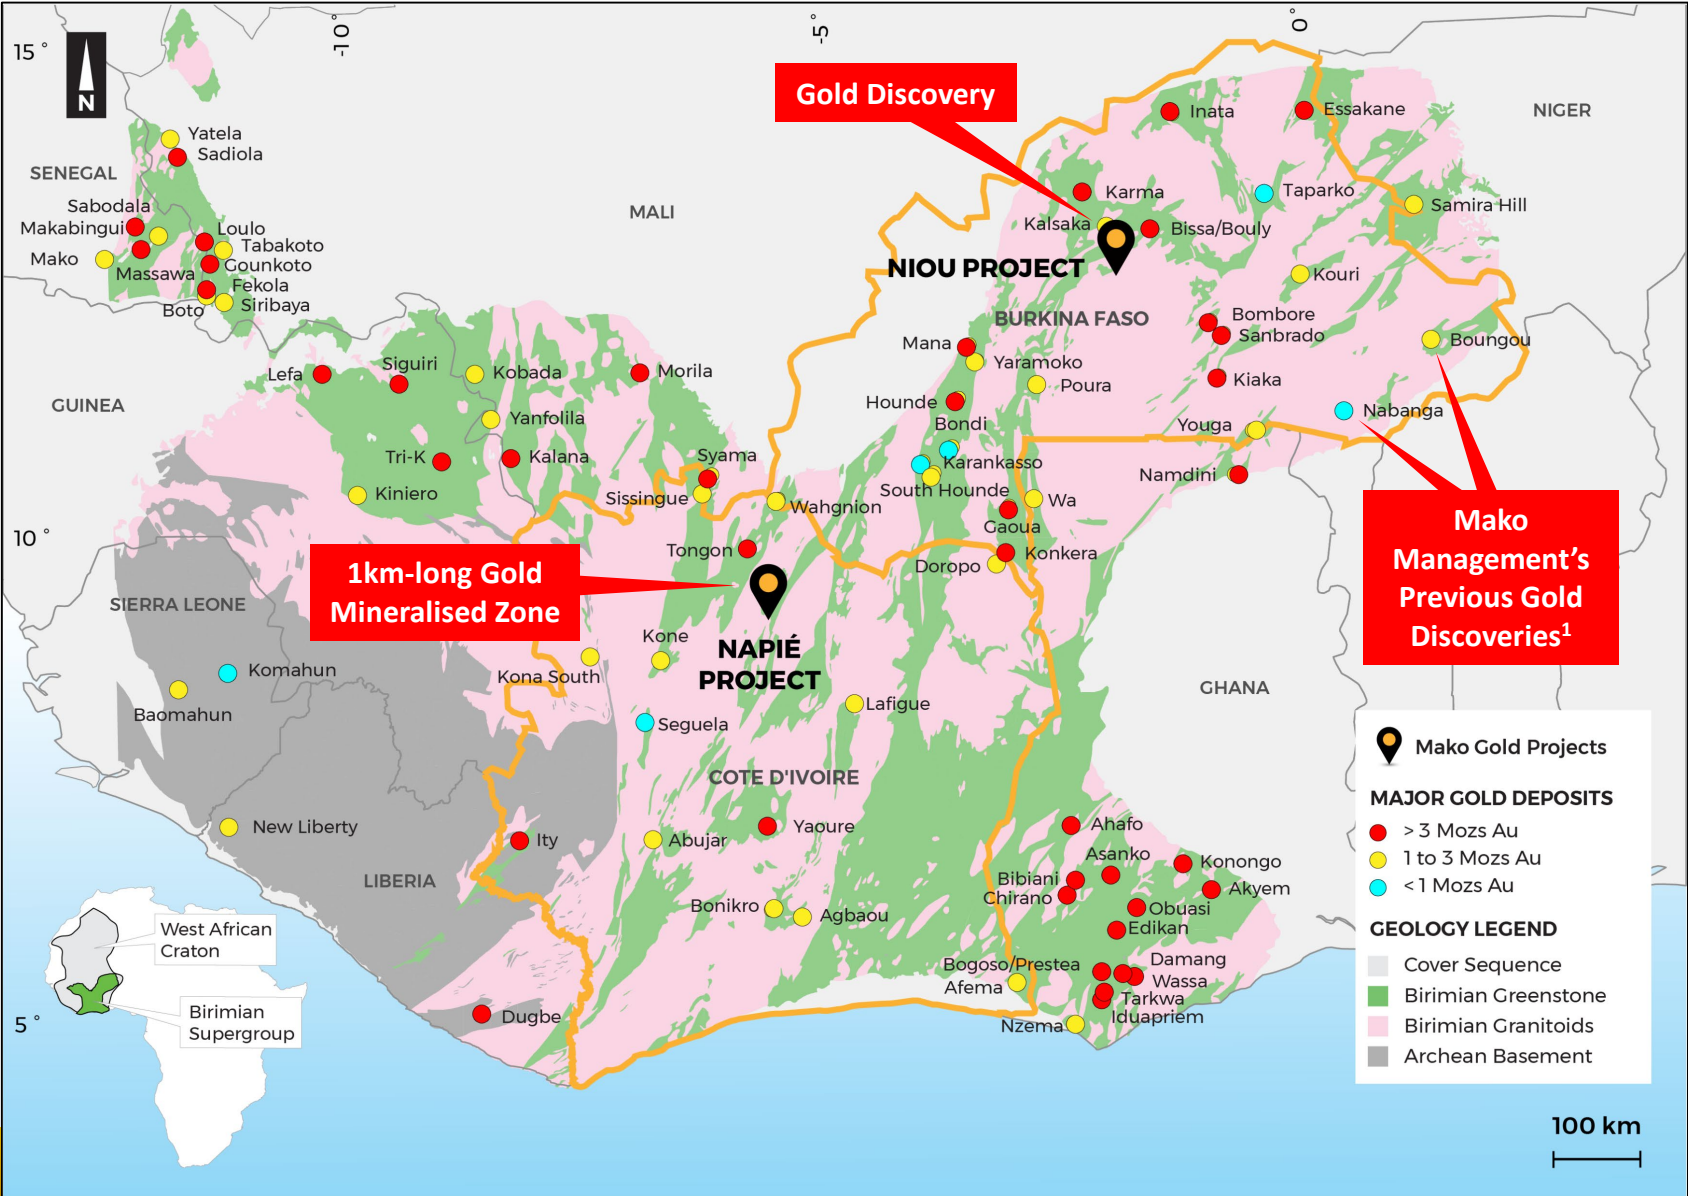 15 °
-10 °
-5 °
0 °
N
Gold Discovery
NIGER
Inata
Essakane
Yatela
Sadiola
SENEGAL
MALI
Karma
Taparko
Samira Hill
Sabodala
Makabingui
Loulo
Kalsaka
Bissa/Bouly
Mako
Tabakoto
Massawa
Gounkoto
NIOU PROJECT
Kouri
Fekola
Boto
Siribaya
BURKINA FASO
Bombore
Sanbrado
Boungou
Mana
Yaramoko
Lefa
Siguiri
Kobada
Morila
Poura
Kiaka
GUINEA
Hounde
Nabanga
Yanfolila
Bondi
Youga
Tri-K
Kalana
Syama
Karankasso
Namdini
Kiniero
Sissingue
Wahgnion
South Hounde
Wa
Gaoua
10 °
Tongon
Konkera
Doropo
Mako
Management’s
Previous Gold
Discoveries1
1km-long Gold
Mineralised Zone
SIERRA LEONE
Kone
NAPIÉ
PROJECT
Komahun
Kona South
GHANA
Baomahun
Lafigue
Seguela
COTE D'IVOIRE
New Liberty
Ity
Abujar
Yaoure
Ahafo
LIBERIA
Asanko
Konongo
Bibiani
Akyem
Chirano
Bonikro
Agbaou
Obuasi
Edikan
Bogoso/Prestea
Damang
Afema
Wassa
Tarkwa
5 °
Dugbe
Nzema
Iduapriem
West African
Craton
Birimian
Supergroup
Mako Gold Projects
MAJOR GOLD DEPOSITS
> 3 Mozs Au
1 to 3 Mozs Au
< 1 Mozs Au
GEOLOGY LEGEND
Cover Sequence
Birimian Greenstone
Birimian Granitoids
Archean Basement
100 km